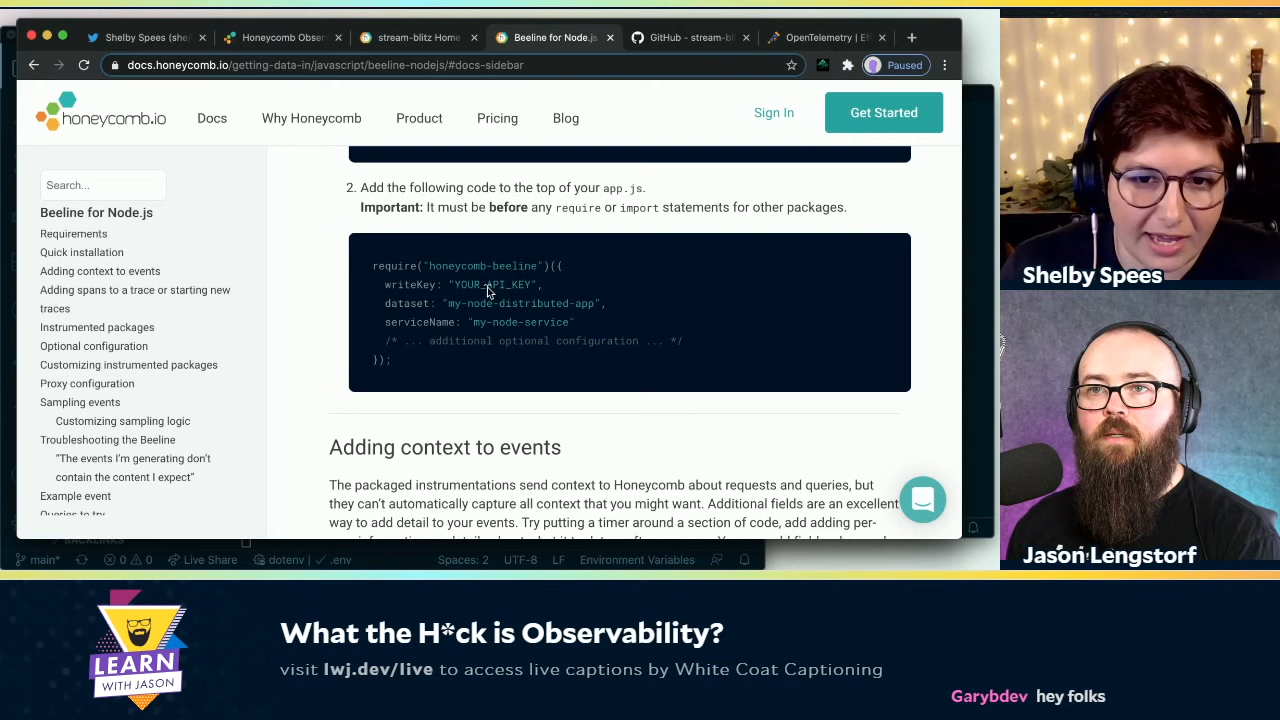 Shelby Spees (she/
Honeycomb Obser
stream-blitz Home
Beeline for Node.js
GitHub - stream-bl
OpenTelemetry | Ef
docs.honeycomb.io/getting-data-in/javascript/beeline-nodejs/#docs-sidebar
Paused
honeycomb.io
Docs
Why Honeycomb
Product
Pricing
Blog
Sign In
Get Started
Search...
Beeline for Node.js
Requirements
Quick installation
Adding context to events
Adding spans to a trace or starting new
traces
Instrumented packages
Optional configuration
Customizing instrumented packages
Proxy configuration
Sampling events
Customizing sampling logic
Troubleshooting the Beeline
"The events I'm generating don't
contain the content I expect"
Example event
Queries to try
2. Add the following code to the top of your app.js.
Important: It must be before any require or import statements for other packages.
require("honeycomb-beeline")({
writeKey: "YOUR_API_KEY",
dataset: "my-node-distributed-app",
serviceName: "my-node-service"
/* ... additional optional configuration ... */
});
Adding context to events
The packaged instrumentations send context to Honeycomb about requests and queries, but
they can't automatically capture all context that you might want. Additional fields are an excellent
way to add detail to your events. Try putting a timer around a section of code, add adding per-
BACKLINKS
main*
0
0
Live Share
dotenv
.env
Spaces: 2
UTF-8
LF
Environment Variables
Shelby Spees
Jason Lengstorf
LEARN
WITH JASON
What the H*ck is Observability?
visit lwj.dev/live to access live captions by White Coat Captioning
Garybdev hey folks